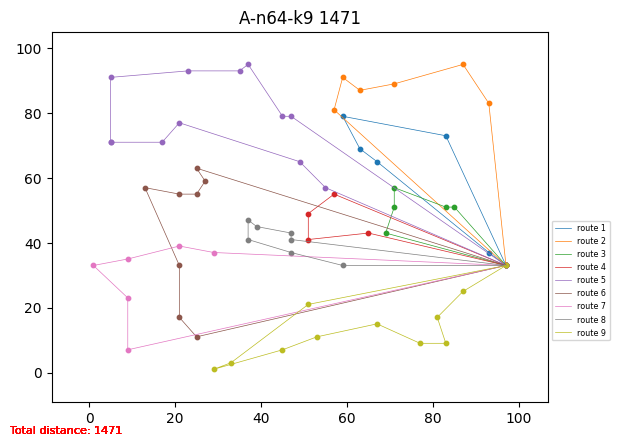 A-n64-k9 1471
100
80
60
40
20
0
0 20 40 60 80 100
route 1
route 2
route 3
route 4
route 5
route 6
route 7
route 8
route 9
Total distance: 1471